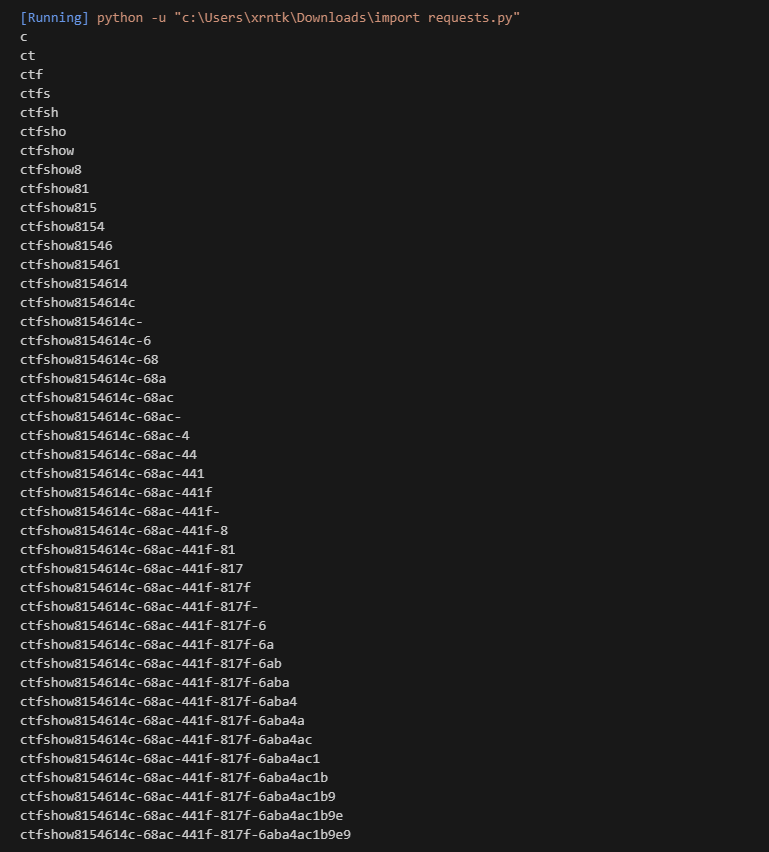 [Running] python -u "c:\Users\xrntk\Downloads\import requests.py"
c
ct
ctf
ctfs
ctfsh
ctfsho
ctfshow
ctfshow8
ctfshow81
ctfshow815
ctfshow8154
ctfshow81546
ctfshow815461
ctfshow8154614
ctfshow8154614c
ctfshow8154614c-
ctfshow8154614c-6
ctfshow8154614c-68
ctfshow8154614c-68a
ctfshow8154614c-68ac
ctfshow8154614c-68ac-
ctfshow8154614c-68ac-4
ctfshow8154614c-68ac-44
ctfshow8154614c-68ac-441
ctfshow8154614c-68ac-441f
ctfshow8154614c-68ac-441f-
ctfshow8154614c-68ac-441f-8
ctfshow8154614c-68ac-441f-81
ctfshow8154614c-68ac-441f-817
ctfshow8154614c-68ac-441f-817f
ctfshow8154614c-68ac-441f-817f-
ctfshow8154614c-68ac-441f-817f-6
ctfshow8154614c-68ac-441f-817f-6a
ctfshow8154614c-68ac-441f-817f-6ab
ctfshow8154614c-68ac-441f-817f-6aba
ctfshow8154614c-68ac-441f-817f-6aba4
ctfshow8154614c-68ac-441f-817f-6aba4a
ctfshow8154614c-68ac-441f-817f-6aba4ac
ctfshow8154614c-68ac-441f-817f-6aba4ac1
ctfshow8154614c-68ac-441f-817f-6aba4ac1b
ctfshow8154614c-68ac-441f-817f-6aba4ac1b9
ctfshow8154614c-68ac-441f-817f-6aba4ac1b9e
ctfshow8154614c-68ac-441f-817f-6aba4ac1b9e9